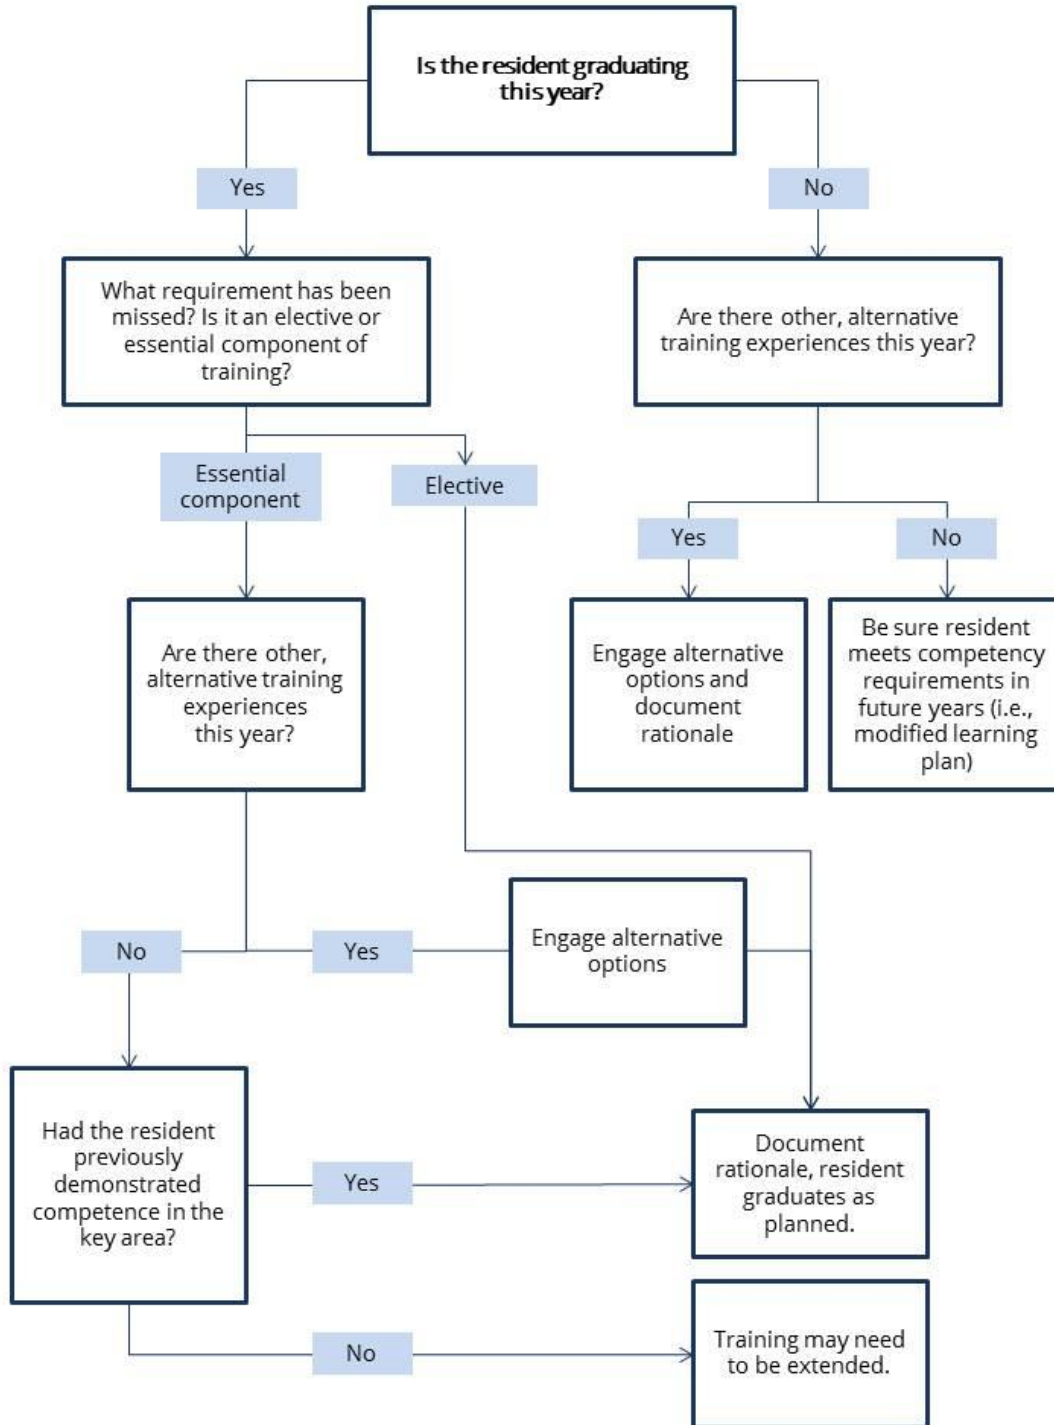 Is the resident graduating
this year?
Yes
No
What requirement has been
missed? Is it an elective or
essential component of
training?
Are there other, alternative
training experiences this year?
Essential
component
Elective
Yes
No
Are there other,
alternative training
experiences
this year?
Engage alternative
options and
document
rationale
Be sure resident
meets competency
requirements in
future years (i.e.,
modified learning
plan)
No
Yes
Engage alternative
options
Had the resident
previously
demonstrated
competence in the
key area?
Yes
Document
rationale, resident
graduates as
planned.
No
Training may need
to be extended.